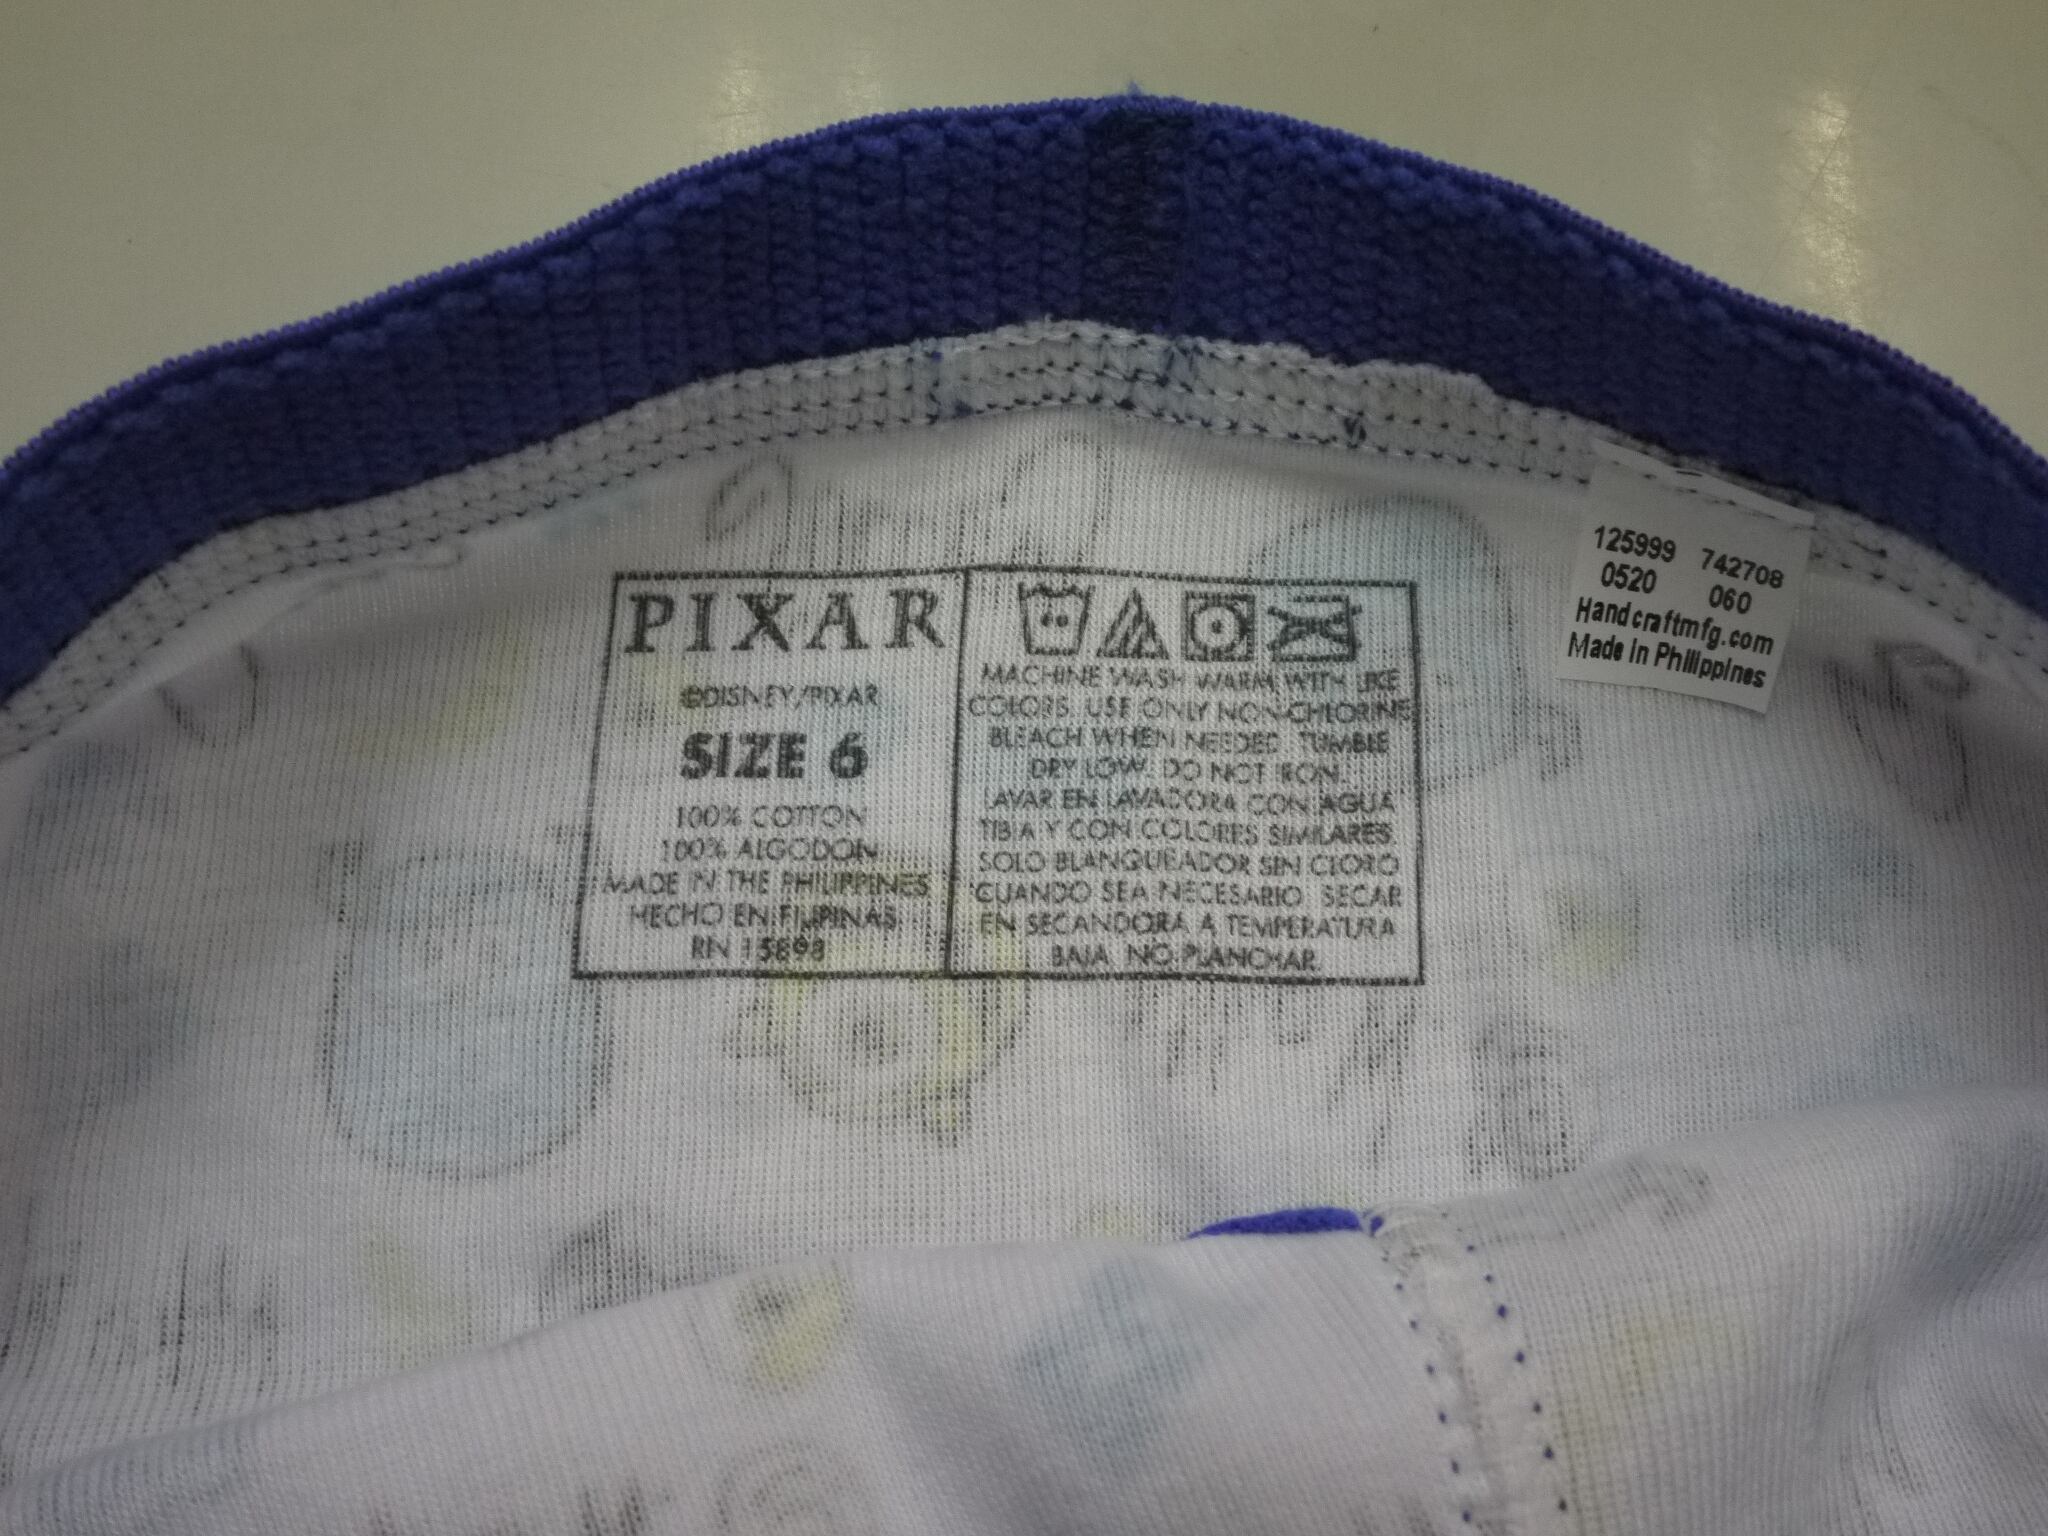 PIXAR
©DISNEY/PIXAR
SIZE 6
100% COTTON
100% ALGODON
MADE IN THE PHILIPPINES
HECHO EN FILIPINAS
RN 15898
MACHINE WASH WARM, WITH LIKE
COLORS. USE ONLY NON-CHLORINE
BLEACH WHEN NEEDED. TUMBLE
DRY LOW. DO NOT IRON.
LAVAR EN LAVADORA CON AGUA
TIBIA Y CON COLORES SIMILARES.
SOLO BLANQUEADOR SIN CLORO
CUANDO SEA NECESARIO. SECAR
EN SECANDORA A TEMPERATURA
BAJA. NO PLANCHAR.
125999 742708
0520 060
Handcraftmfg.com
Made in Philippines